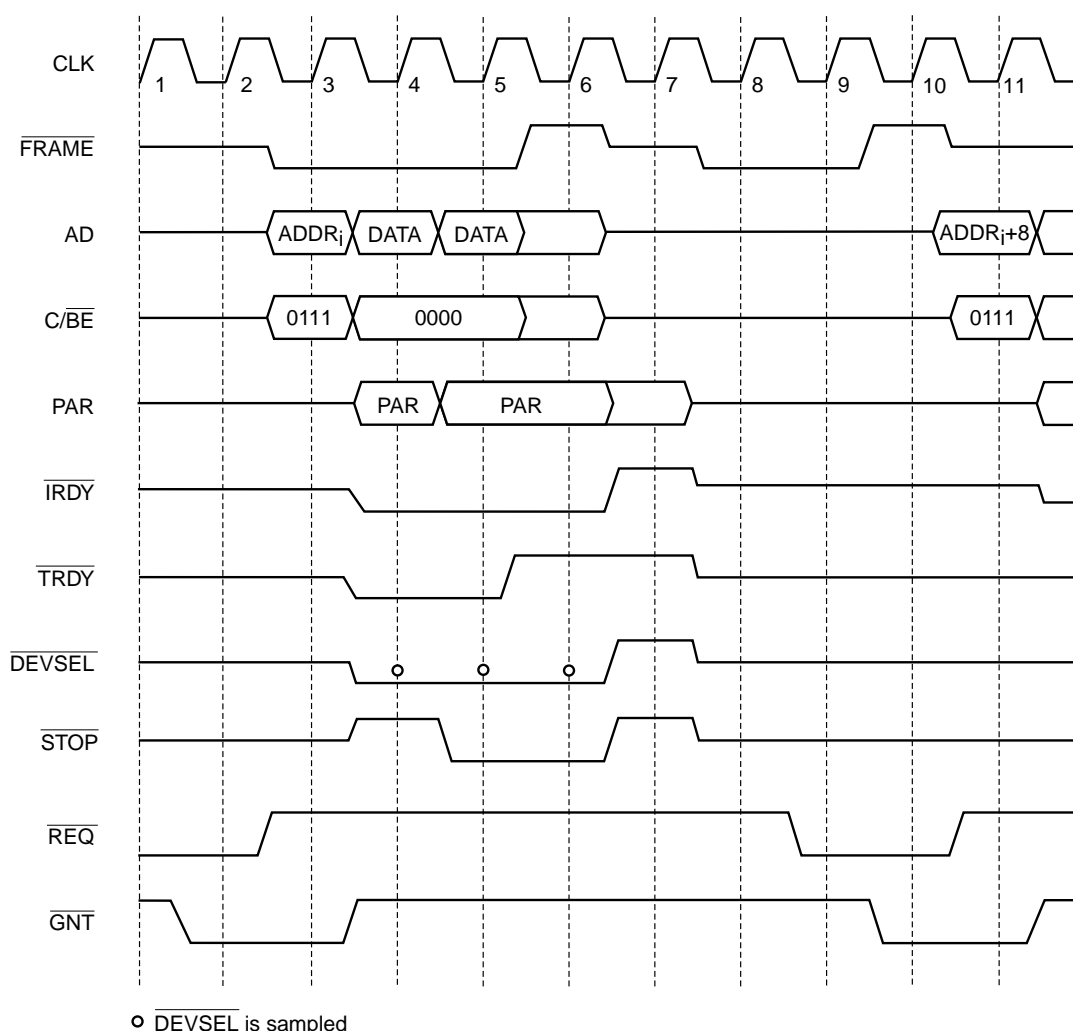 CLK
1 2 3 4 5 6 7 8 9 10 11
FRAME
AD
ADDRi DATA DATA ADDRi+8
C/BE
0111 0000 0111
PAR
PAR PAR
IRDY
TRDY
DEVSEL
STOP
REQ
GNT
DEVSEL is sampled